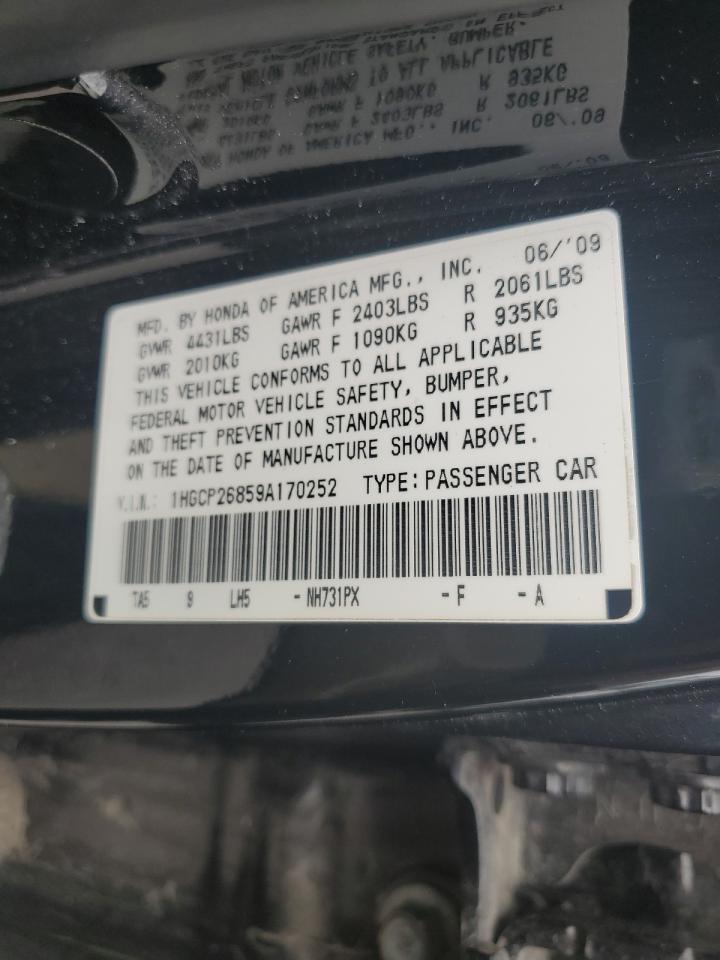 MFD. BY HONDA OF AMERICA MFG., INC. 06/'09
GVWR 4431LBS GAWR F 2403LBS R 2061LBS
GVWR 2010KG GAWR F 1090KG R 935KG
THIS VEHICLE CONFORMS TO ALL APPLICABLE
FEDERAL MOTOR VEHICLE SAFETY, BUMPER,
AND THEFT PREVENTION STANDARDS IN EFFECT
ON THE DATE OF MANUFACTURE SHOWN ABOVE.
V.I.N.: 1HGCP26859A170252 TYPE:PASSENGER CAR
TA5 9 LH5 -NH731PX -F -A